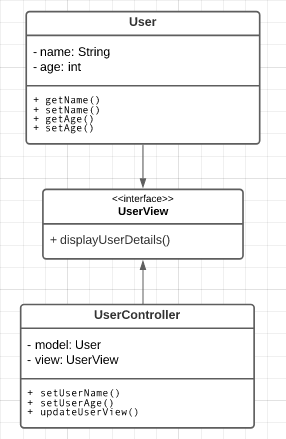 User
- name: String
- age: int
+ getName()
+ setName()
+ getAge()
+ setAge()
<<interface>>
UserView
+ displayUserDetails()
UserController
- model: User
- view: UserView
+ setUserName()
+ setUserAge()
+ updateUserView()